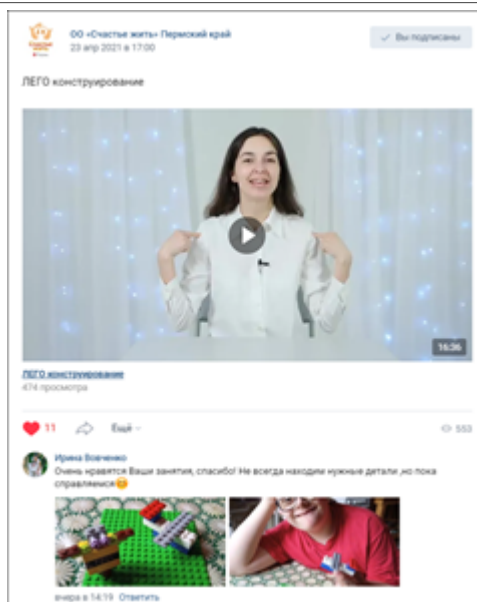 ОО «Счастье жить» Пермский край
23 апр 2021 в 17:00
Вы подписаны
ЛЕГО конструирование
16:36
ЛЕГО конструирование
474 просмотра
11
Ещё
553
Ирина Вовченко
Очень нравятся Ваши занятия, спасибо! Не всегда находим нужные детали ,но пока
справляемся
вчера в 14:19 Ответить